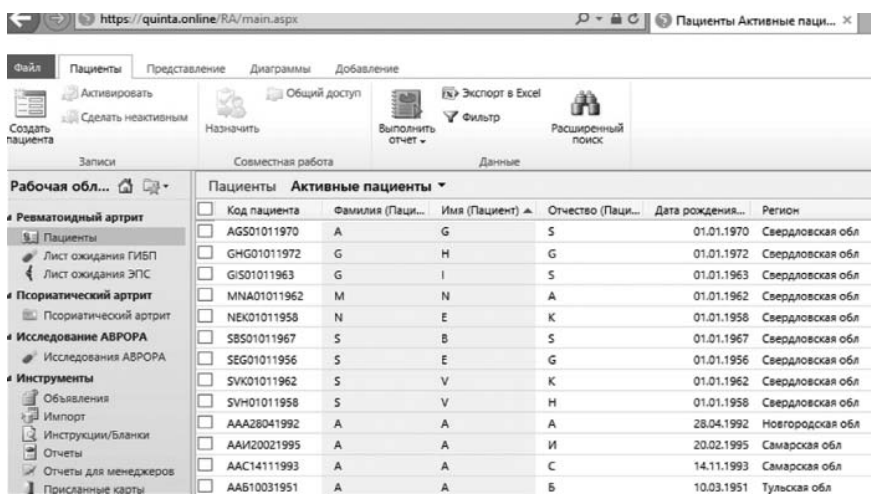 https://quinta.online/RA/main.aspx
Пациенты Активные паци...
Файл Пациенты Представление Диаграммы Добавление
Создать пациента
Активировать
Сделать неактивным
Записи
Назначить
Общий доступ
Совместная работа
Выполнить отчет
Экспорт в Excel
Фильтр
Расширенный поиск
Данные
Рабочая обл...
Ревматоидный артрит
Пациенты
Лист ожидания ГИБП
Лист ожидания ЭПС
Псориатический артрит
Псориатический артрит
Исследование АВРОРА
Исследования АВРОРА
Инструменты
Объявления
Импорт
Инструкции/Бланки
Отчеты
Отчеты для менеджеров
Присланные карты
Пациенты Активные пациенты
Код пациента Фамилия (Паци... Имя (Пациент) Отчество (Паци... Дата рождения... Регион
AGS01011970 A G S 01.01.1970 Свердловская обл
GHG01011972 G H G 01.01.1972 Свердловская обл
GIS01011963 G I S 01.01.1963 Свердловская обл
MNA01011962 M N A 01.01.1962 Свердловская обл
NEK01011958 N E K 01.01.1958 Свердловская обл
SBS01011967 S B S 01.01.1967 Свердловская обл
SEG01011956 S E G 01.01.1956 Свердловская обл
SVK01011962 S V K 01.01.1962 Свердловская обл
SVH01011958 S V H 01.01.1958 Свердловская обл
ААА28041992 А А А 28.04.1992 Новгородская обл
ААИ20021995 А А И 20.02.1995 Самарская обл
ААС14111993 А А С 14.11.1993 Самарская обл
ААБ10031951 А А Б 10.03.1951 Тульская обл